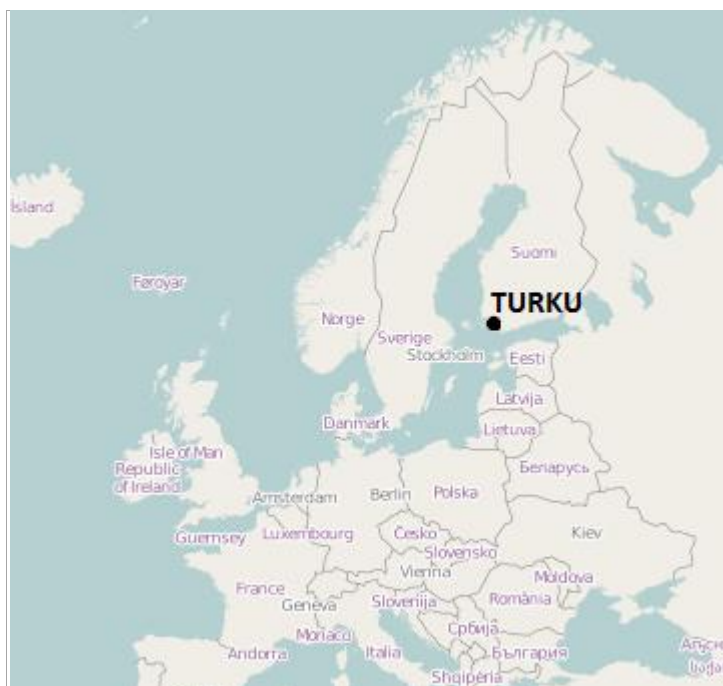 Ísland
Føroyar
Suomi
TURKU
Norge
Sverige
Stockholm
Eesti
Latvija
Danmark
Lietuva
Isle of Man
Republic
of Ireland
Беларусь
Amsterdam
Berlin
Polska
Guernsey
Luxembourg
Česko
Kiev
Slovensko
Vienna
Moldova
France
Geneva
Slovenija
România
Monaco
Србија
Andorra
Italia
България
Shqipëria